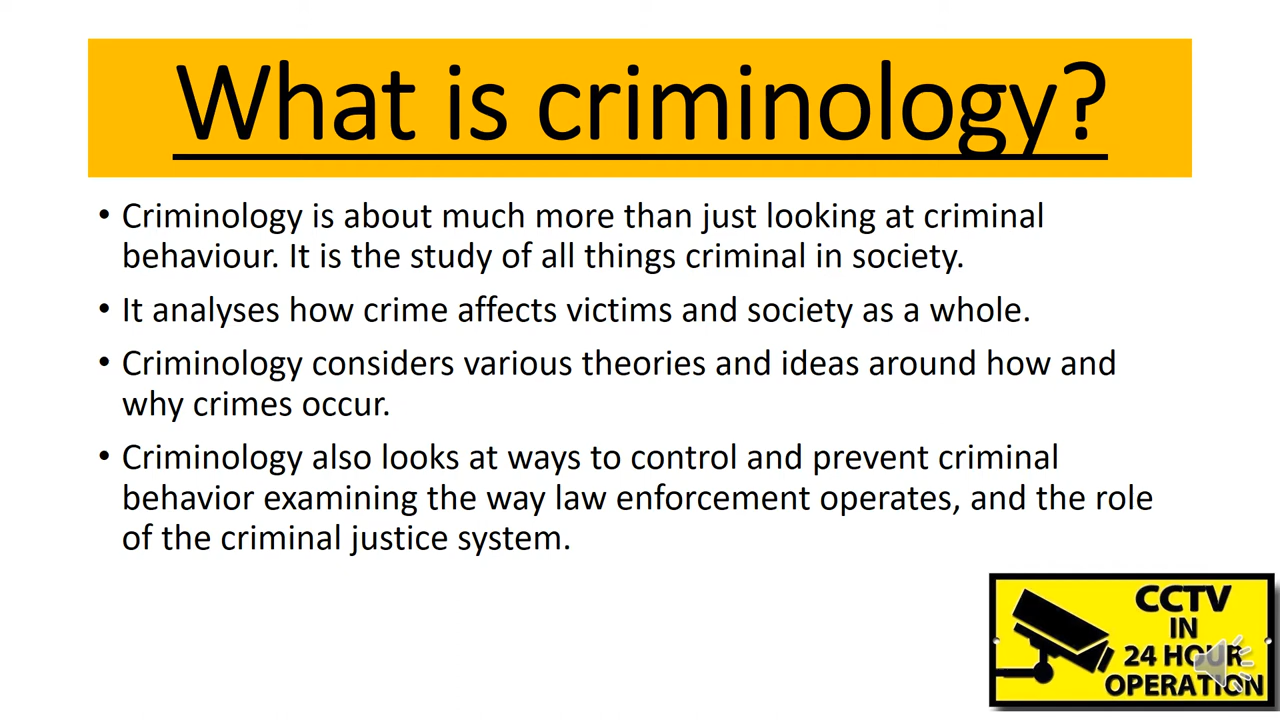 What is criminology?
• Criminology is about much more than just looking at criminal
behaviour. It is the study of all things criminal in society.
• It analyses how crime affects victims and society as a whole.
• Criminology considers various theories and ideas around how and
why crimes occur.
• Criminology also looks at ways to control and prevent criminal
behavior examining the way law enforcement operates, and the role
of the criminal justice system.
CCTV
IN
24 HOUR
OPERATION